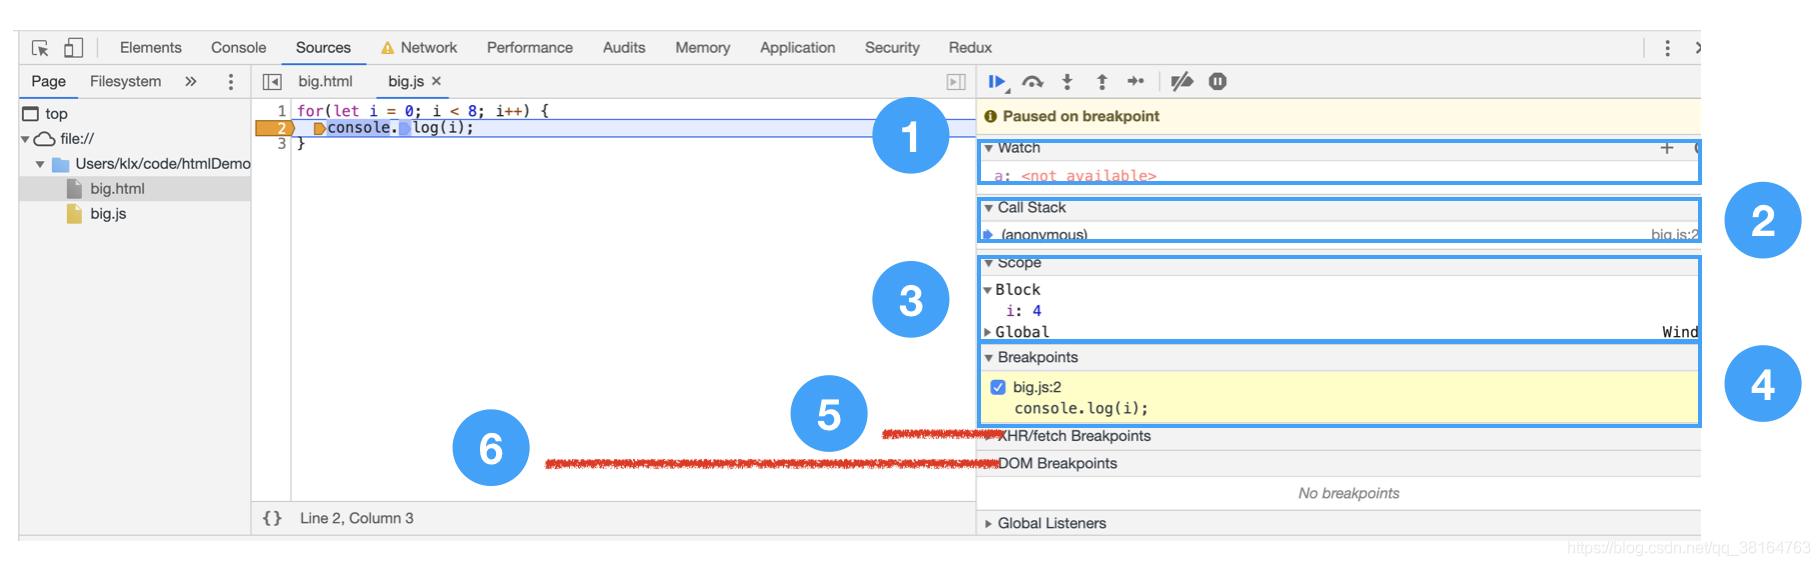 Elements Console Sources Network Performance Audits Memory Application Security Redux
Page Filesystem » big.html big.js ×
top
file://
Users/klx/code/htmlDemo
big.html
big.js
1 for(let i = 0; i < 8; i++) {
2 console.log(i);
3 }
{} Line 2, Column 3
Paused on breakpoint
1
Watch
a: <not available>
2
Call Stack
(anonymous) big.js:2
3
Scope
Block
i: 4
Global Wind
4
Breakpoints
big.js:2
console.log(i);
5
XHR/fetch Breakpoints
6
DOM Breakpoints
No breakpoints
Global Listeners
https://blog.csdn.net/qq_38164763